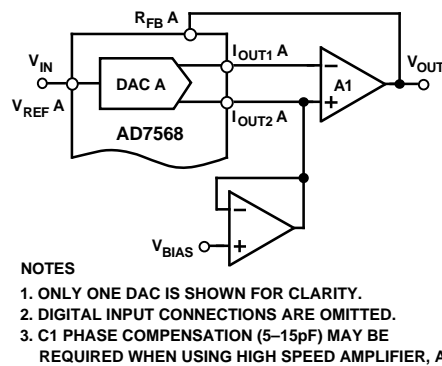 R_FB A
I_OUT1 A
V_OUT
V_IN
DAC A
–
A1
V_REF A
+
I_OUT2 A
AD7568
–
V_BIAS
+
NOTES
1. ONLY ONE DAC IS SHOWN FOR CLARITY.
2. DIGITAL INPUT CONNECTIONS ARE OMITTED.
3. C1 PHASE COMPENSATION (5–15pF) MAY BE
REQUIRED WHEN USING HIGH SPEED AMPLIFIER, A